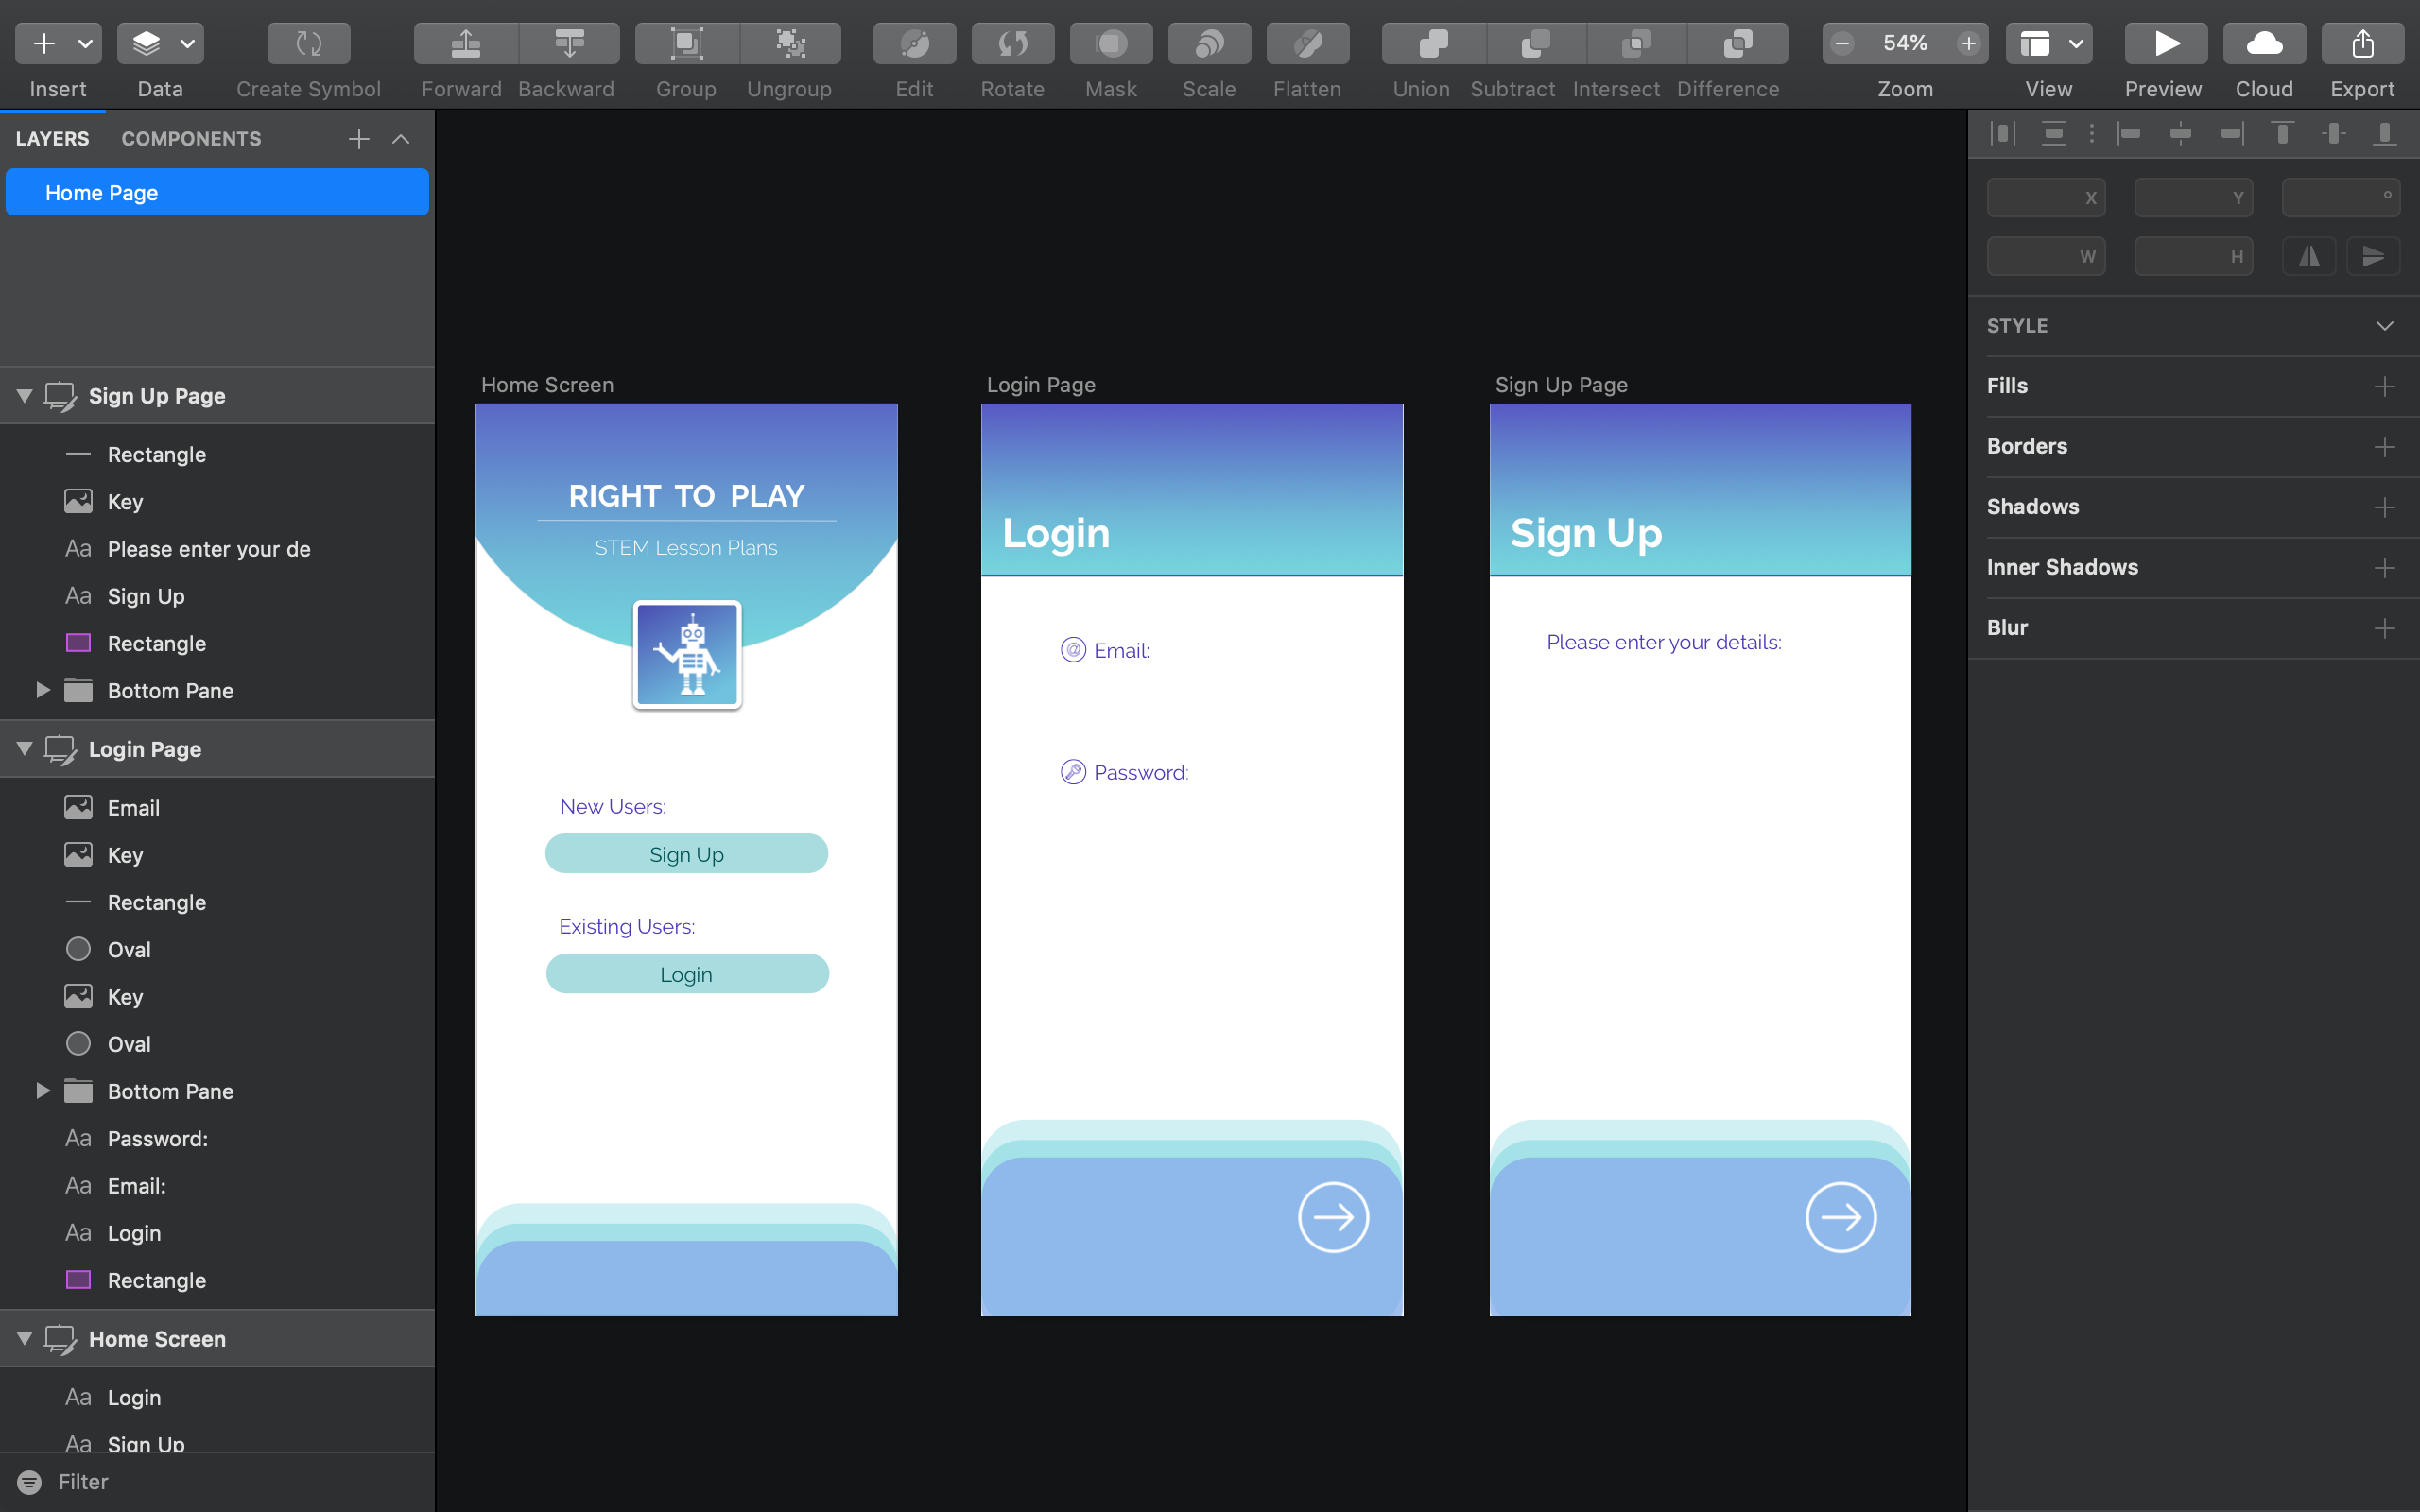 54%
Insert
Data
Create Symbol
Forward
Backward
Group
Ungroup
Edit
Rotate
Mask
Scale
Flatten
Union
Subtract
Intersect
Difference
Zoom
View
Preview
Cloud
Export
LAYERS
COMPONENTS
Home Page
Sign Up Page
Rectangle
Key
Aa Please enter your de
Aa Sign Up
Rectangle
Bottom Pane
Login Page
Email
Key
Rectangle
Oval
Key
Oval
Bottom Pane
Aa Password:
Aa Email:
Aa Login
Rectangle
Home Screen
Aa Login
Aa Sign Up
Filter
Home Screen
RIGHT TO PLAY
STEM Lesson Plans
New Users:
Sign Up
Existing Users:
Login
Login Page
Login
@ Email:
Password:
Sign Up Page
Sign Up
Please enter your details:
X
Y
°
W
H
STYLE
Fills
Borders
Shadows
Inner Shadows
Blur